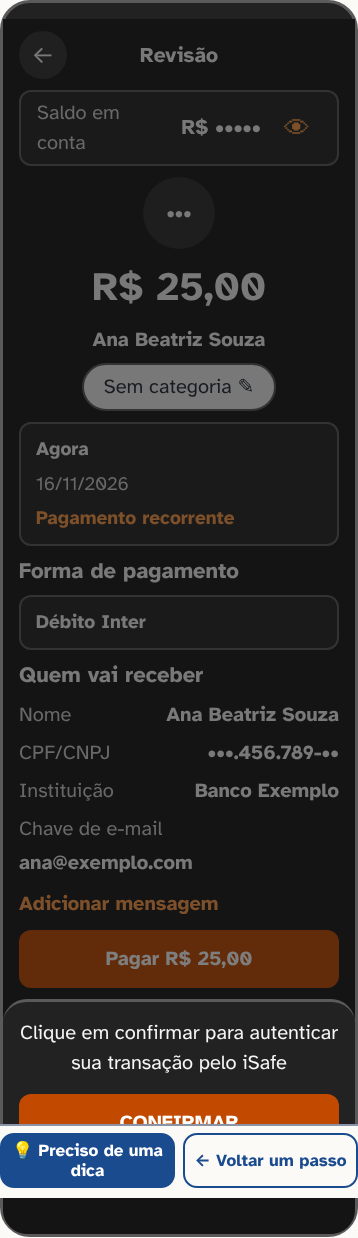 Revisão
Saldo em
conta
R$ •••••
•••
R$ 25,00
Ana Beatriz Souza
Sem categoria ✎
Agora
16/11/2026
Pagamento recorrente
Forma de pagamento
Débito Inter
Quem vai receber
Nome Ana Beatriz Souza
CPF/CNPJ •••.456.789-••
Instituição Banco Exemplo
Chave de e-mail
ana@exemplo.com
Adicionar mensagem
Pagar R$ 25,00
Clique em confirmar para autenticar
sua transação pelo iSafe
CONFIRMAR
💡 Preciso de uma
dica
← Voltar um passo